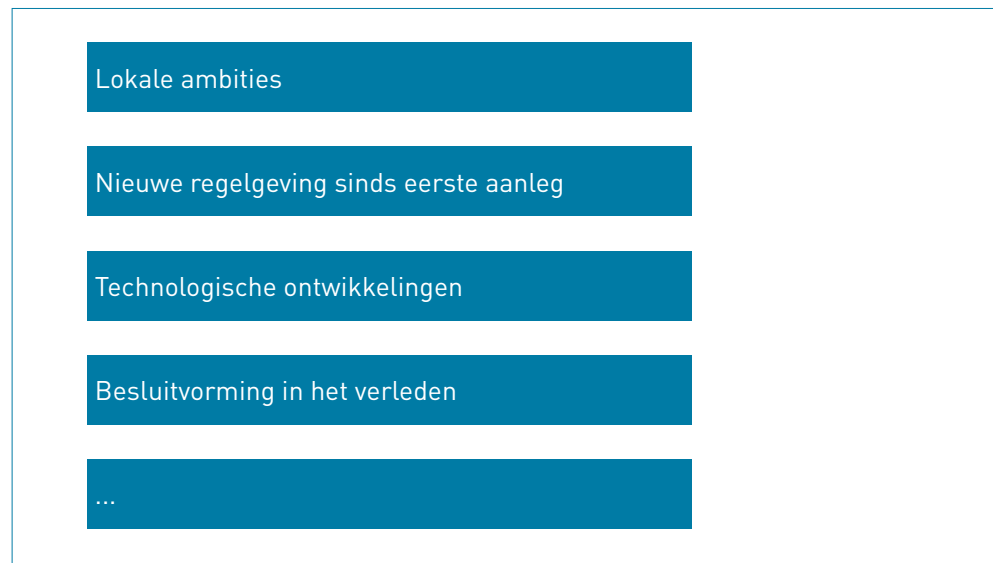 Lokale ambities
Nieuwe regelgeving sinds eerste aanleg
Technologische ontwikkelingen
Besluitvorming in het verleden
...